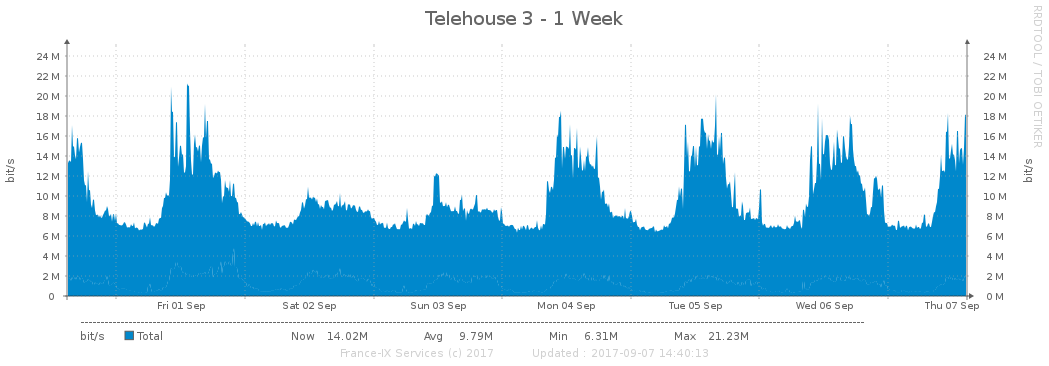 Telehouse 3 - 1 Week
RRDTOOL / TOBI OETIKER
24 M 24 M
22 M 22 M
20 M 20 M
18 M 18 M
16 M 16 M
14 M 14 M
12 M 12 M
10 M 10 M
8 M 8 M
6 M 6 M
4 M 4 M
2 M 2 M
0 0 M
bit/s bit/s
Fri 01 Sep Sat 02 Sep Sun 03 Sep Mon 04 Sep Tue 05 Sep Wed 06 Sep Thu 07 Sep
bit/s Total Now 14.02M Avg 9.79M Min 6.31M Max 21.23M
France-IX Services (c) 2017 Updated : 2017-09-07 14:40:13